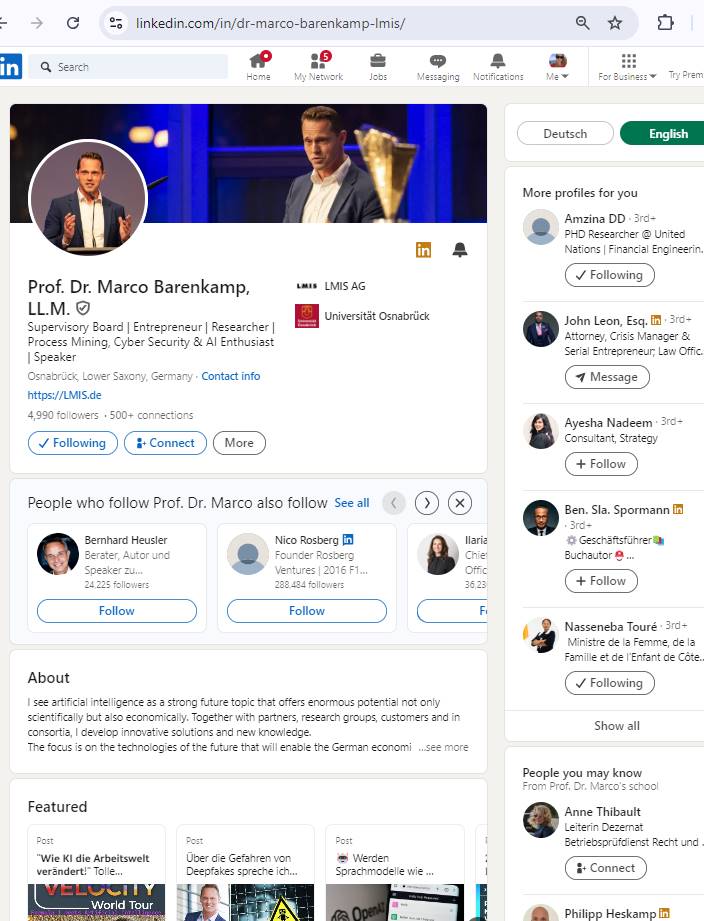 linkedin.com/in/dr-marco-barenkamp-lmis/
in
Search
Home
5
My Network
Jobs
Messaging
Notifications
Me
For Business
Try Prem
Deutsch
English
in
Prof. Dr. Marco Barenkamp,
LL.M.
Supervisory Board | Entrepreneur | Researcher |
Process Mining, Cyber Security & AI Enthusiast
| Speaker
Osnabrück, Lower Saxony, Germany · Contact info
https://LMIS.de
4,990 followers · 500+ connections
Following
Connect
More
LMIS
LMIS AG
Universität Osnabrück
People who follow Prof. Dr. Marco also follow
See all
Bernhard Heusler
Berater, Autor und
Speaker zu...
24,225 followers
Follow
Nico Rosberg in
Founder Rosberg
Ventures | 2016 F1...
288,484 followers
Follow
Ilaria
Chie
Offic
36,23
F
About
I see artificial intelligence as a strong future topic that offers enormous potential not only
scientifically but also economically. Together with partners, research groups, customers and in
consortia, I develop innovative solutions and new knowledge.
The focus is on the technologies of the future that will enable the German economi …see more
Featured
Post
"Wie KI die Arbeitswelt
verändert!" Tolle...
VELOCITY
World Tour
Post
Über die Gefahren von
Deepfakes spreche ich...
Post
Werden
Sprachmodelle wie ...
OpenAI
More profiles for you
Amzina DD · 3rd+
PHD Researcher @ United
Nations | Financial Engineerin.
Following
John Leon, Esq. in · 3rd+
Attorney, Crisis Manager &
Serial Entrepreneur; Law Offic.
Message
Ayesha Nadeem · 3rd+
Consultant, Strategy
Follow
Ben. Sla. Spormann in
· 3rd+
Geschäftsführer
Buchautor ...
Follow
Nasseneba Touré · 3rd+
Ministre de la Femme, de la
Famille et de l'Enfant de Côte..
Following
Show all
People you may know
From Prof. Dr. Marco's school
Anne Thibault
Leiterin Dezernat
Betriebsprüfdienst Recht und .
Connect
Philipp Heskamp in